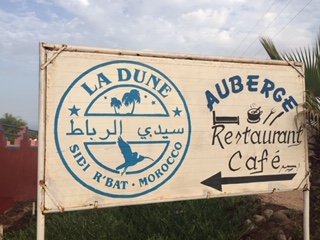 LA DUNE
سيدي الرباط
SIDI R'BAT - MOROCCO
AUBERGE
Restaurant
Café